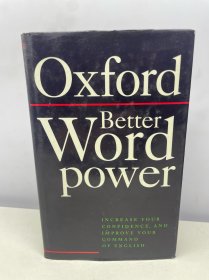 Oxford
Better
Word
power
INCREASE YOUR
CONFIDENCE, AND
IMPROVE YOUR
COMMAND
OF ENGLISH